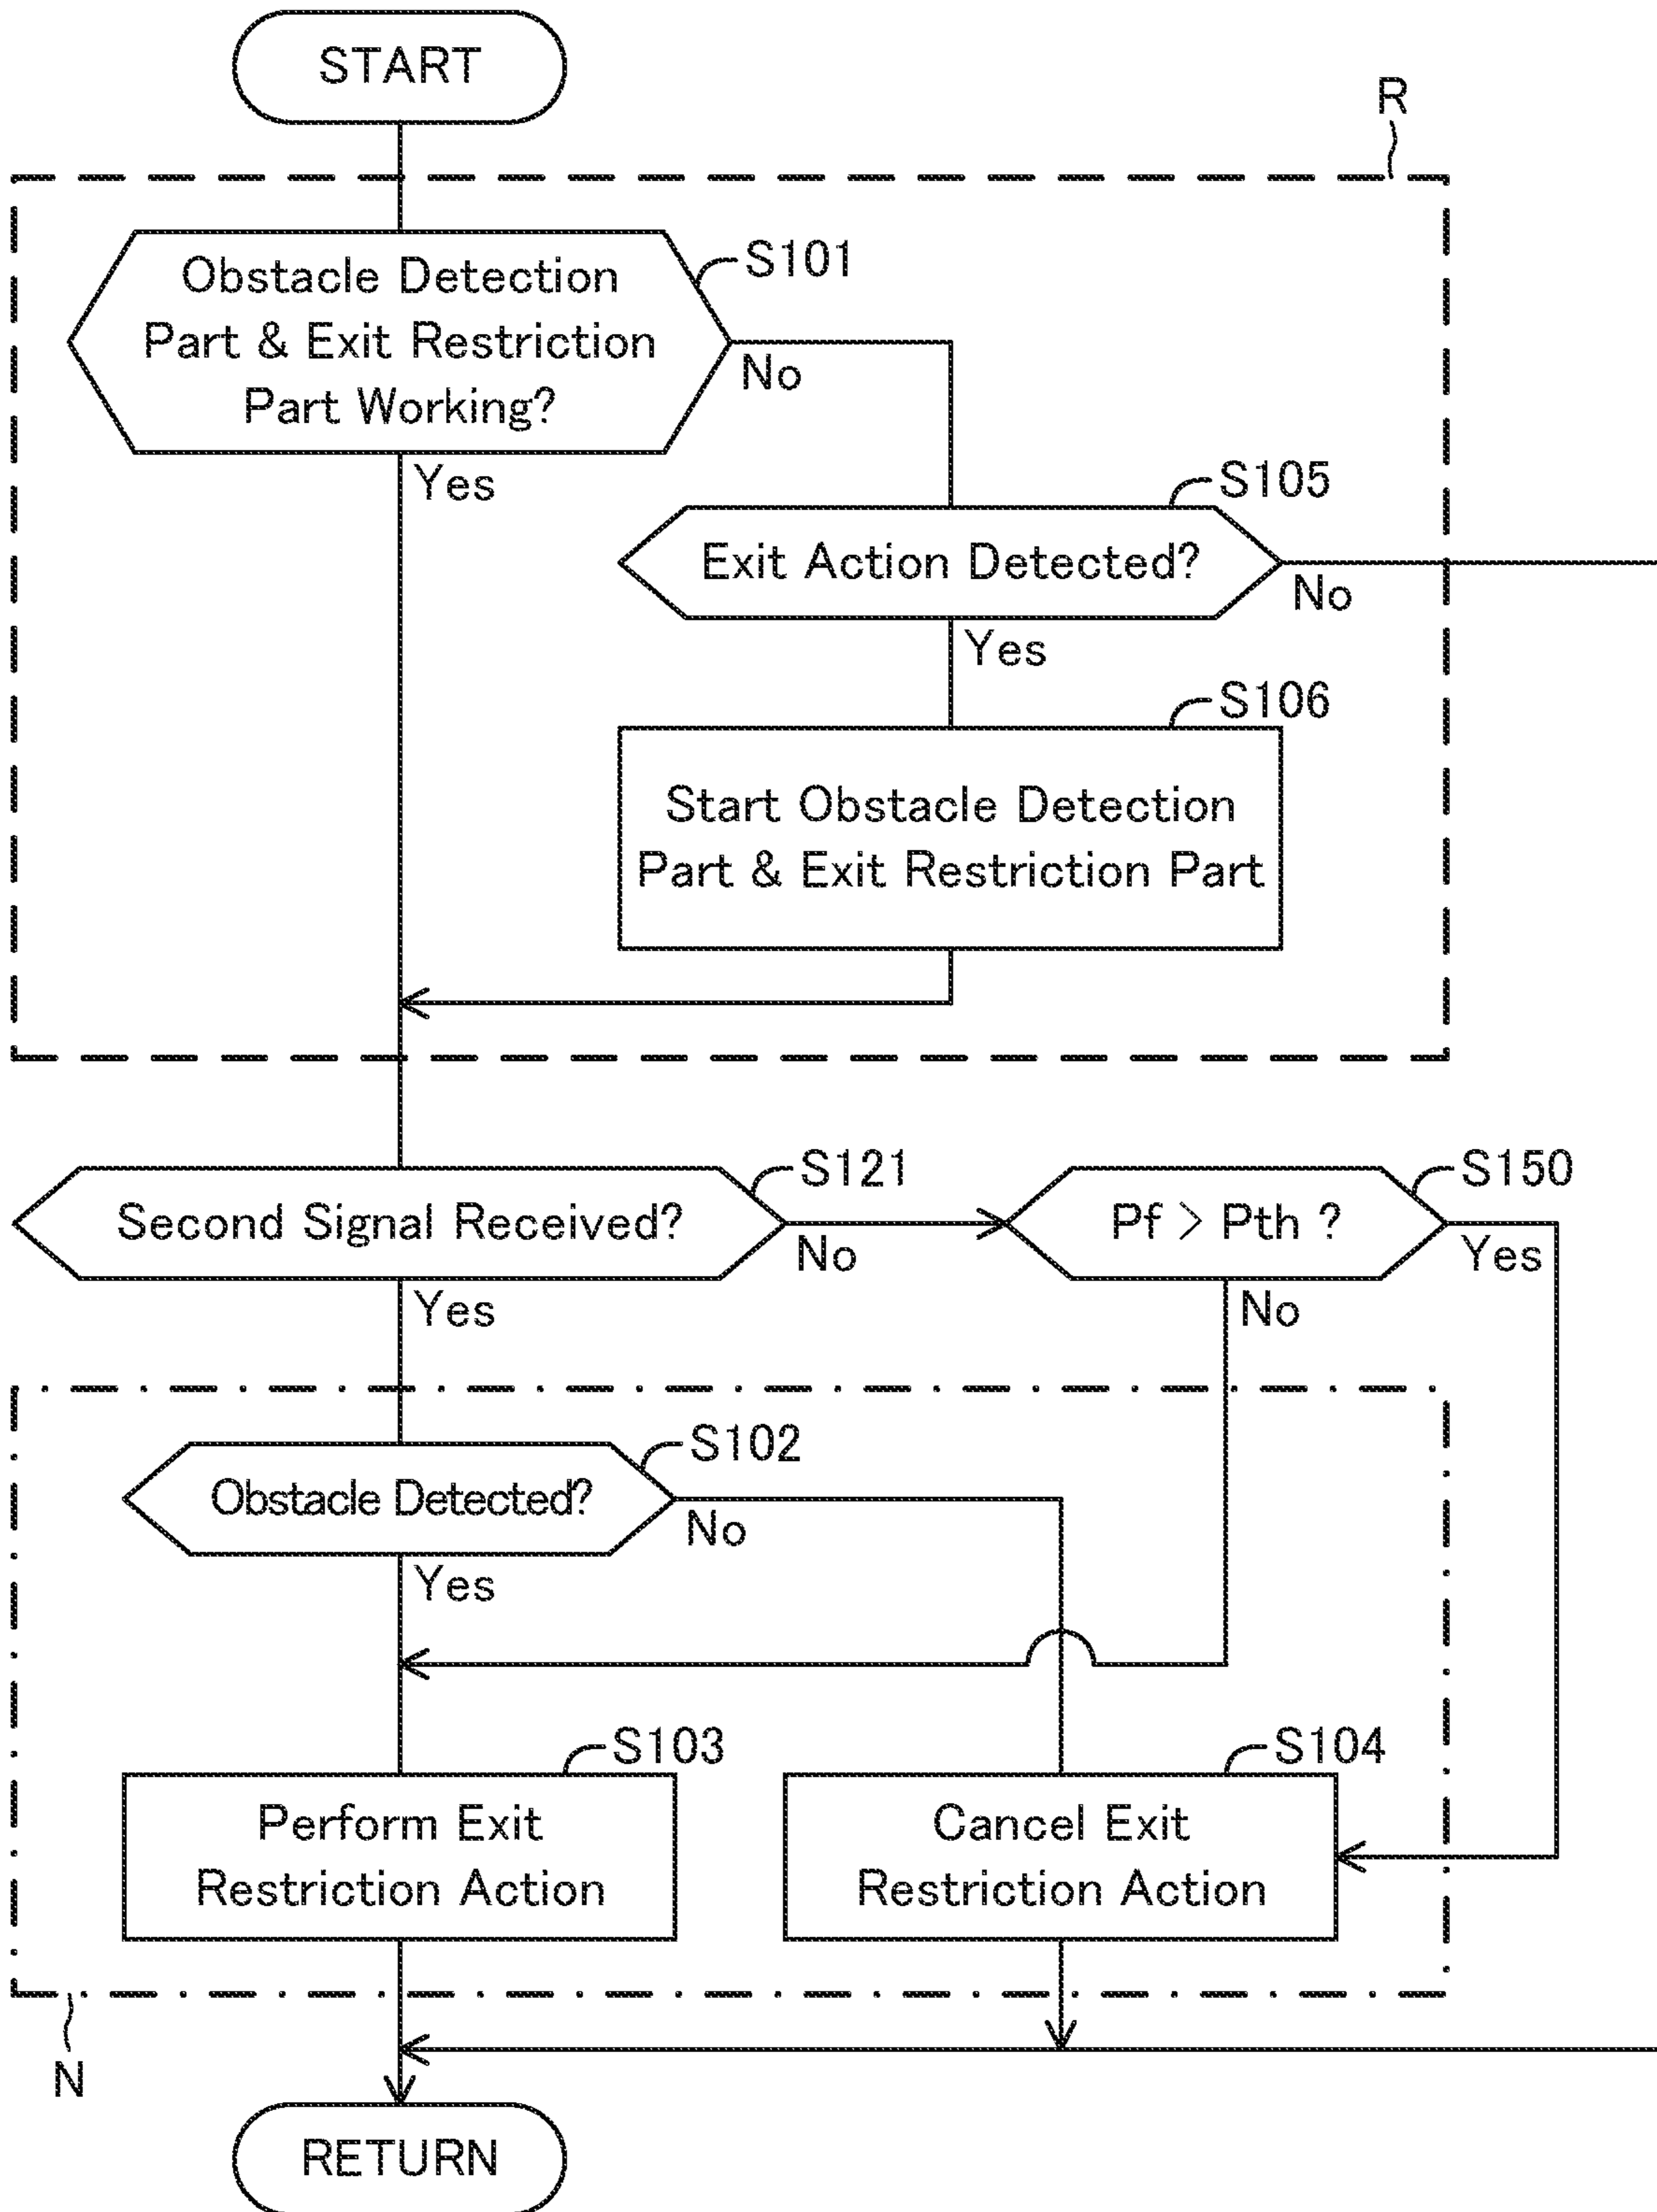 START
R
Obstacle Detection
Part & Exit Restriction
Part Working?
S101
No
Yes
S105
Exit Action Detected?
No
Yes
S106
Start Obstacle Detection
Part & Exit Restriction Part
Second Signal Received?
S121
No
Yes
Pf > Pth ?
S150
Yes
No
Obstacle Detected?
S102
No
Yes
S103
Perform Exit
Restriction Action
S104
Cancel Exit
Restriction Action
N
RETURN